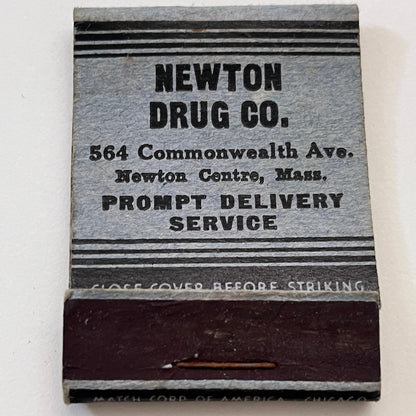 NEWTON
DRUG CO.
564 Commonwealth Ave.
Newton Centre, Mass.
PROMPT DELIVERY
SERVICE
CLOSE COVER BEFORE STRIKING
MATCH CORP OF AMERICA CHICAGO